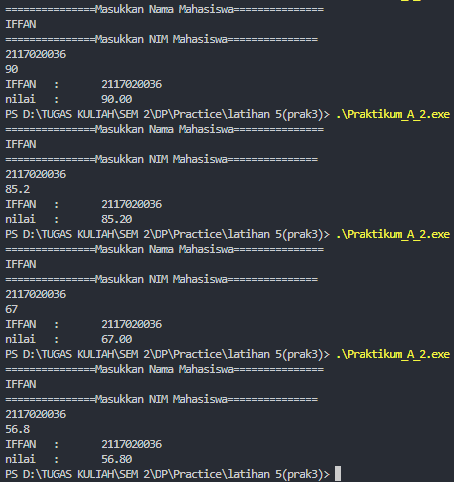 ===============Masukkan Nama Mahasiswa===============
IFFAN
===============Masukkan NIM Mahasiswa===============
2117020036
90
IFFAN   :       2117020036
nilai   :       90.00
PS D:\TUGAS KULIAH\SEM 2\DP\Practice\latihan 5(prak3)> .\Praktikum_A_2.exe
===============Masukkan Nama Mahasiswa===============
IFFAN
===============Masukkan NIM Mahasiswa===============
2117020036
85.2
IFFAN   :       2117020036
nilai   :       85.20
PS D:\TUGAS KULIAH\SEM 2\DP\Practice\latihan 5(prak3)> .\Praktikum_A_2.exe
===============Masukkan Nama Mahasiswa===============
IFFAN
===============Masukkan NIM Mahasiswa===============
2117020036
67
IFFAN   :       2117020036
nilai   :       67.00
PS D:\TUGAS KULIAH\SEM 2\DP\Practice\latihan 5(prak3)> .\Praktikum_A_2.exe
===============Masukkan Nama Mahasiswa===============
IFFAN
===============Masukkan NIM Mahasiswa===============
2117020036
56.8
IFFAN   :       2117020036
nilai   :       56.80
PS D:\TUGAS KULIAH\SEM 2\DP\Practice\latihan 5(prak3)>